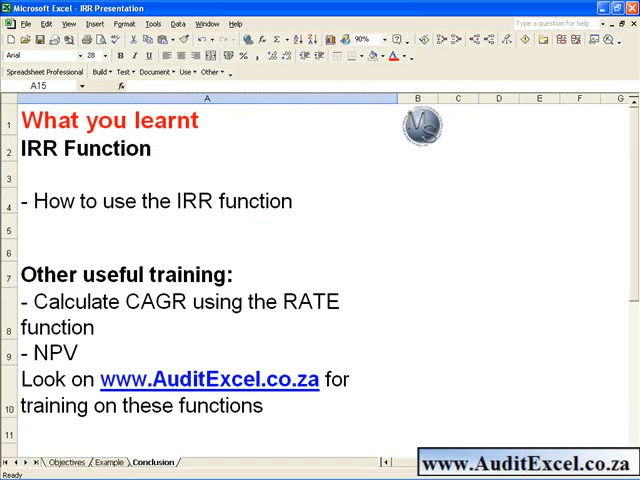 Microsoft Excel - IRR Presentation
File Edit View Insert Format Tools Data Window Help
Type a question for help
90%
Arial 28 B I U
Spreadsheet Professional Build Test Document Use Other
A15 fx
A B C D E F G
1 What you learnt
2 IRR Function
3
4 - How to use the IRR function
5
6
7 Other useful training:
- Calculate CAGR using the RATE
8 function
9 - NPV
Look on www.AuditExcel.co.za for
10 training on these functions
11
Objectives Example Conclusion
Ready
www.AuditExcel.co.za
MS